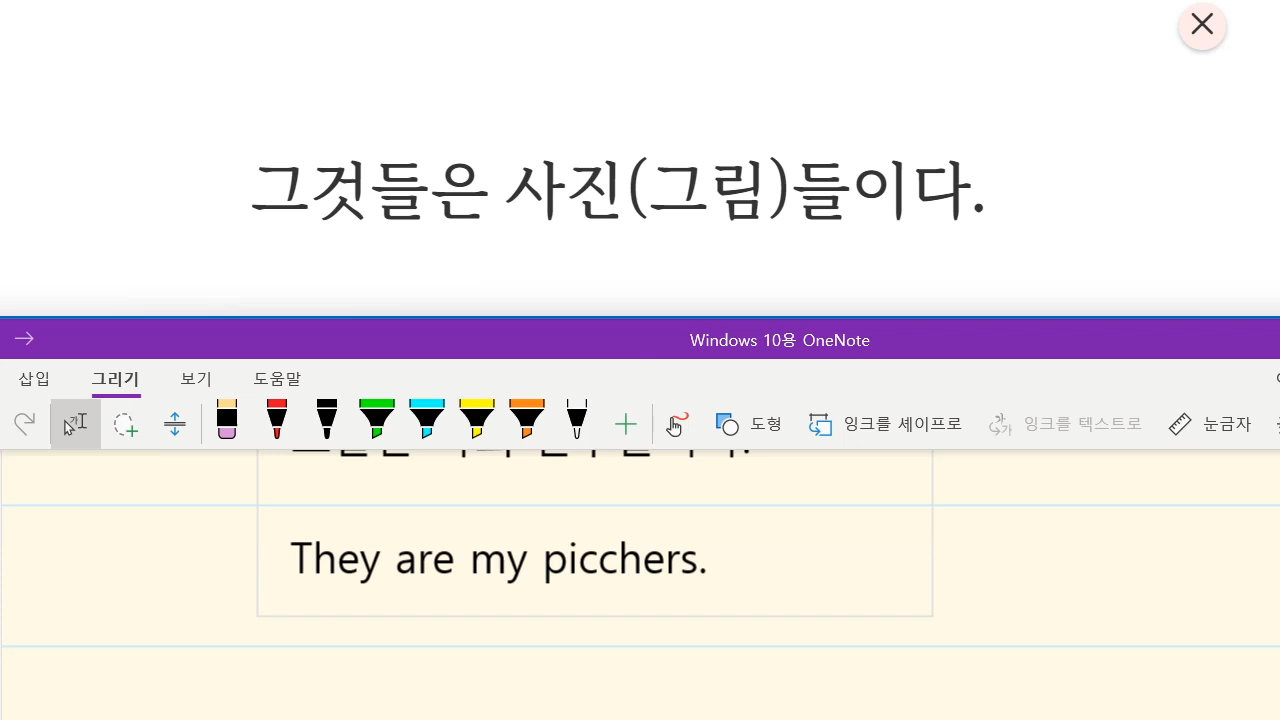 그것들은 사진(그림)들이다.
Windows 10용 OneNote
삽입 그리기 보기 도움말
도형 잉크를 셰이프로 잉크를 텍스트로 눈금자
They are my picchers.